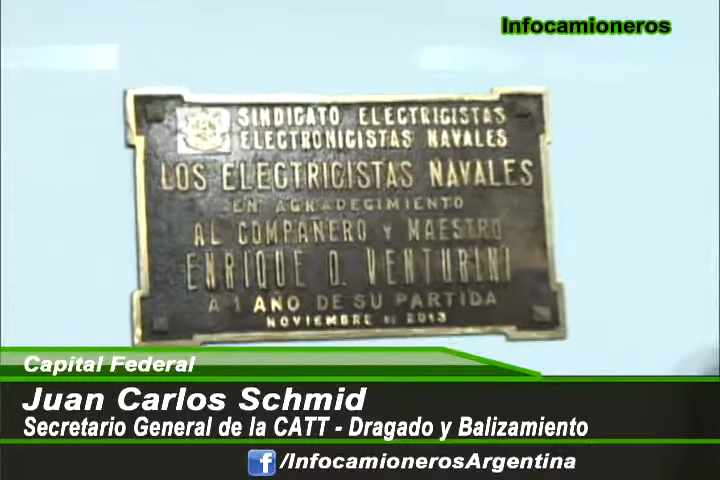 Infocamioneros
SINDICATO ELECTRICISTAS
ELECTRONICISTAS NAVALES
LOS ELECTRICISTAS NAVALES
EN AGRADECIMIENTO
AL COMPAÑERO Y MAESTRO
ENRIQUE O. VENTURINI
A 1 AÑO DE SU PARTIDA
NOVIEMBRE DE 2013
Capital Federal
Juan Carlos Schmid
Secretario General de la CATT - Dragado y Balizamiento
/InfocamionerosArgentina